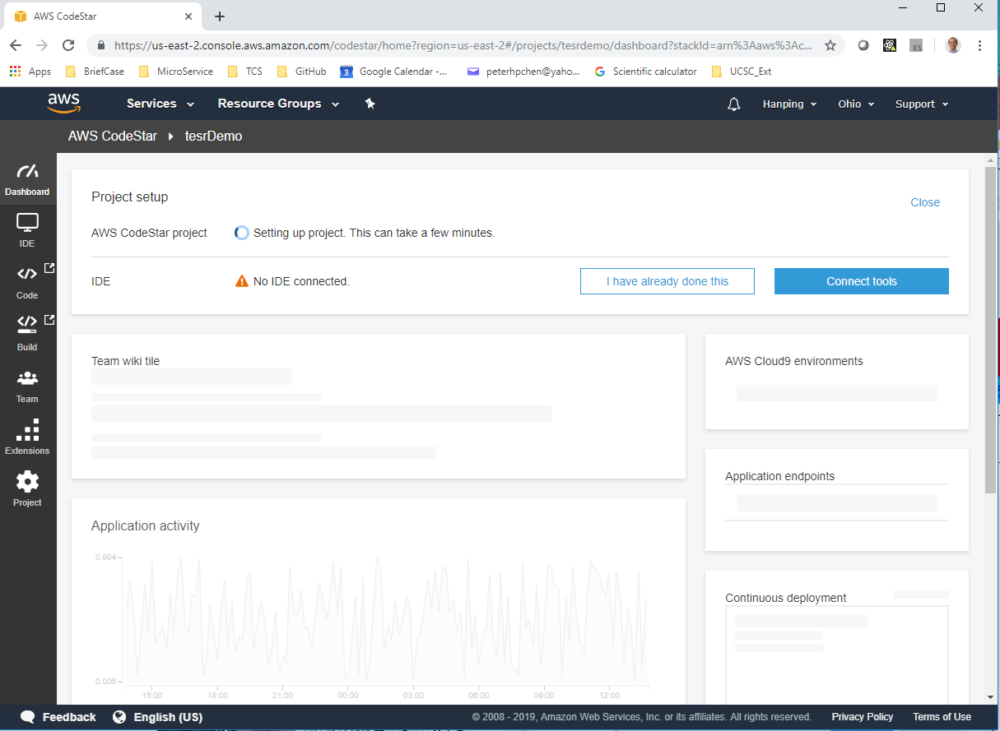 AWS CodeStar
https://us-east-2.console.aws.amazon.com/codestar/home?region=us-east-2#/projects/tesrdemo/dashboard?stackId=arn%3Aaws%3Ac...
ES
Apps BriefCase MicroService TCS GitHub 3 Google Calendar -... peterhpchen@yaho... G Scientific calculator UCSC_Ext
aws Services Resource Groups Hanping Ohio Support
AWS CodeStar tesrDemo
Dashboard
IDE
Code
Build
Team
Extensions
Project
Project setup
Close
AWS CodeStar project Setting up project. This can take a few minutes.
IDE No IDE connected. I have already done this Connect tools
Team wiki tile
AWS Cloud9 environments
Application endpoints
Application activity
0.994
0.006
15:00 18:00 21:00 00:00 03:00 06:00 09:00 12:00
Continuous deployment
Feedback English (US) © 2008 - 2019, Amazon Web Services, Inc. or its affiliates. All rights reserved. Privacy Policy Terms of Use